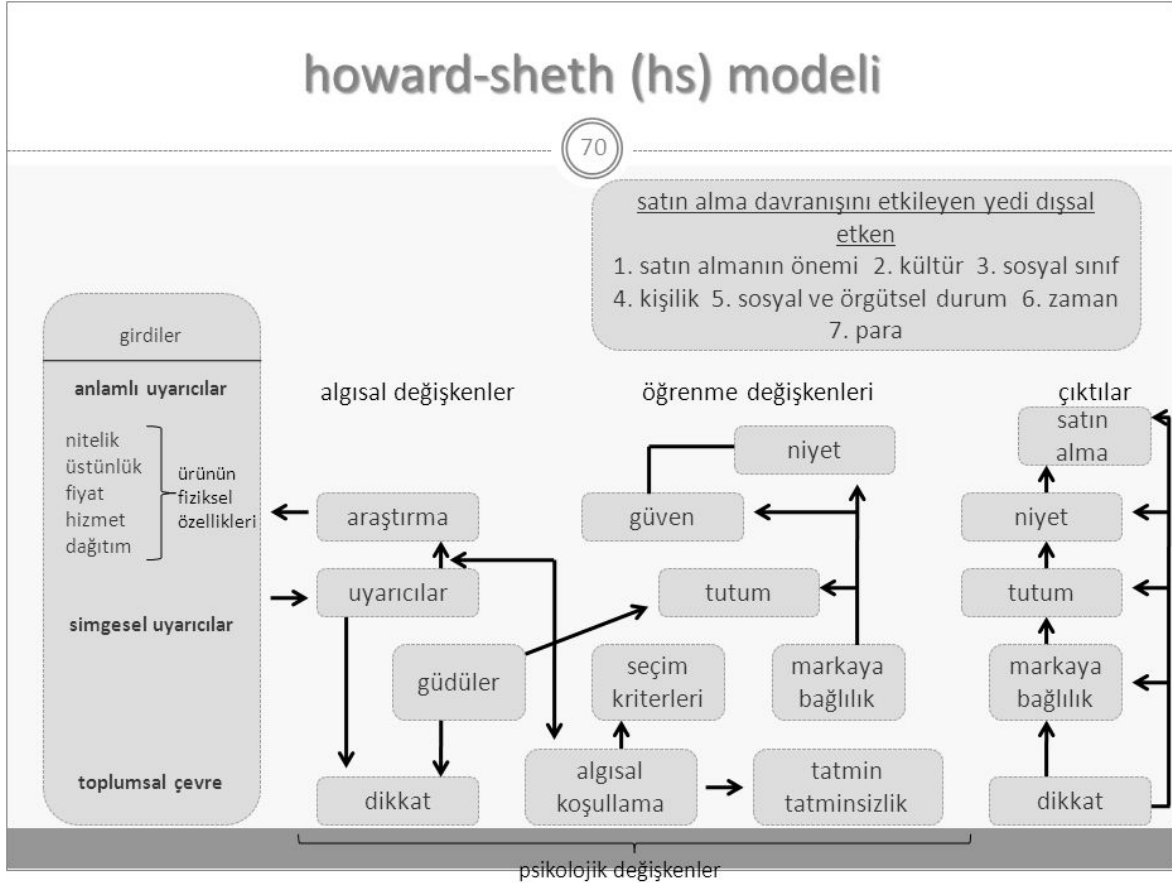 howard-sheth (hs) modeli
70
satın alma davranışını etkileyen yedi dışsal
etken
1. satın almanın önemi 2. kültür 3. sosyal sınıf
4. kişilik 5. sosyal ve örgütsel durum 6. zaman
7. para
girdiler
anlamlı uyarıcılar
nitelik
üstünlük
fiyat
hizmet
dağıtım
ürünün
fiziksel
özellikleri
simgesel uyarıcılar
toplumsal çevre
algısal değişkenler
araştırma
uyarıcılar
güdüler
dikkat
öğrenme değişkenleri
niyet
güven
tutum
seçim
kriterleri
markaya
bağlılık
algısal
koşullama
tatmin
tatminsizlik
çıktılar
satın
alma
niyet
tutum
markaya
bağlılık
dikkat
psikolojik değişkenler